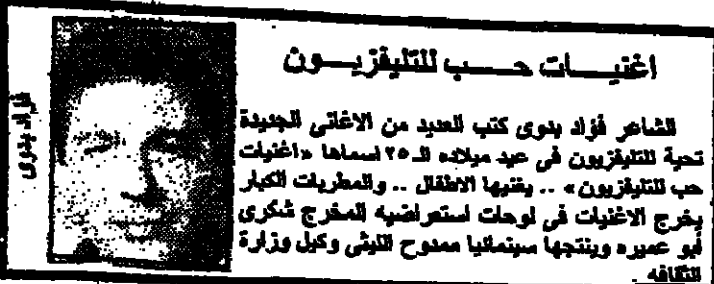 اغنيـــات حـــــب للتليفزيـــون
الشاعر فؤاد بدوى كتب العديد من الاغانى الجديدة
تحية للتليفزيون فى عيد ميلاده الـ ٢٥ اسماها «اغنيات
حب للتليفزيون» .. يغنيها الاطفال .. والمطربات الكبار
يخرج الاغنيات فى لوحات استعراضيه المخرج شكرى
أبو عميره وينتجها سينمائيا ممدوح الليثى وكيل وزارة
الثقافه .
فؤاد بدوى